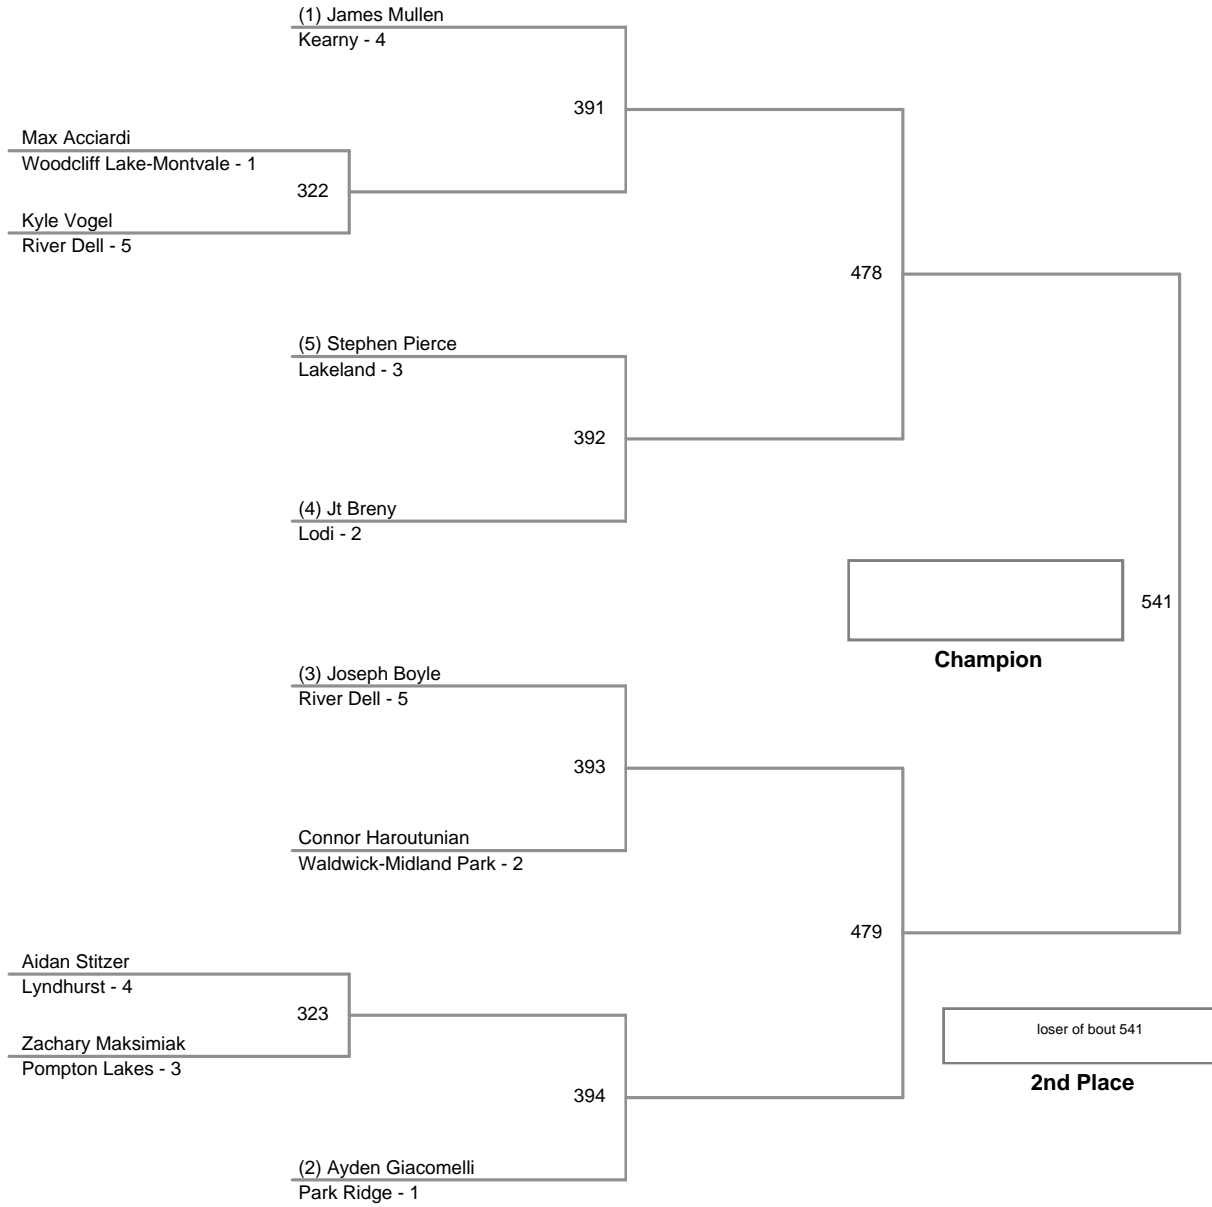 (1) James Mullen
Kearny - 4
391
Max Acciardi
Woodcliff Lake-Montvale - 1
322
Kyle Vogel
River Dell - 5
478
(5) Stephen Pierce
Lakeland - 3
392
(4) Jt Breny
Lodi - 2
541
Champion
(3) Joseph Boyle
River Dell - 5
393
Connor Haroutunian
Waldwick-Midland Park - 2
479
Aidan Stitzer
Lyndhurst - 4
323
Zachary Maksimiak
Pompton Lakes - 3
loser of bout 541
2nd Place
394
(2) Ayden Giacomelli
Park Ridge - 1